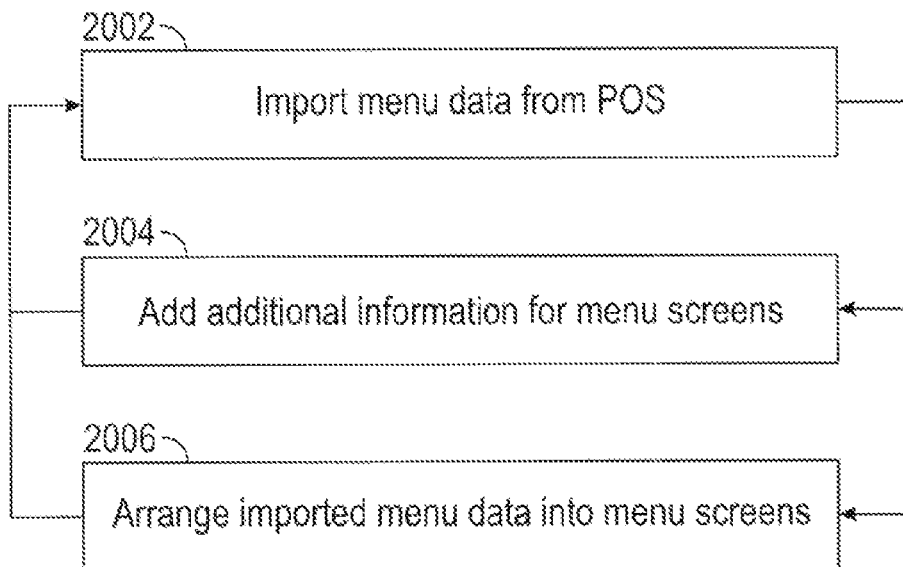 2002
Import menu data from POS
2004
Add additional information for menu screens
2006
Arrange imported menu data into menu screens